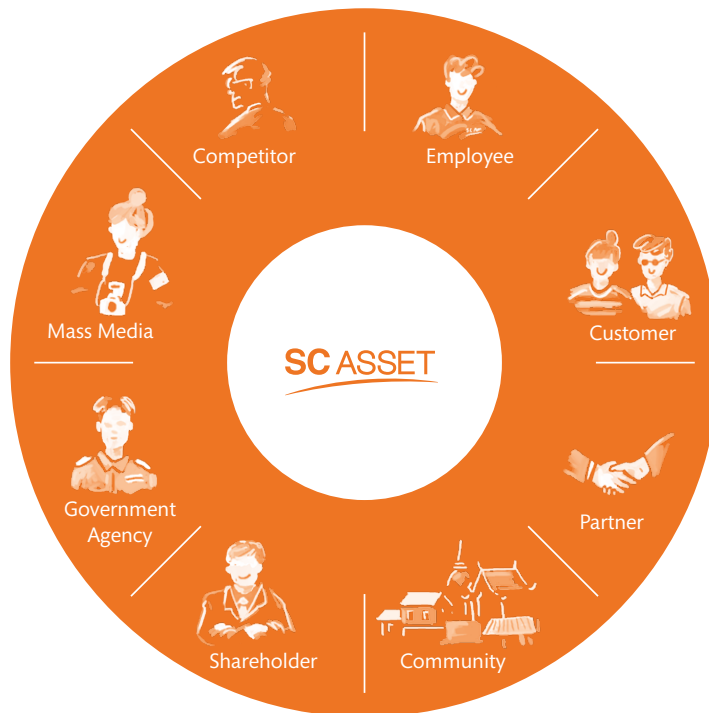 Competitor
Employee
Mass Media
Customer
SC ASSET
Government
Agency
Partner
Shareholder
Community